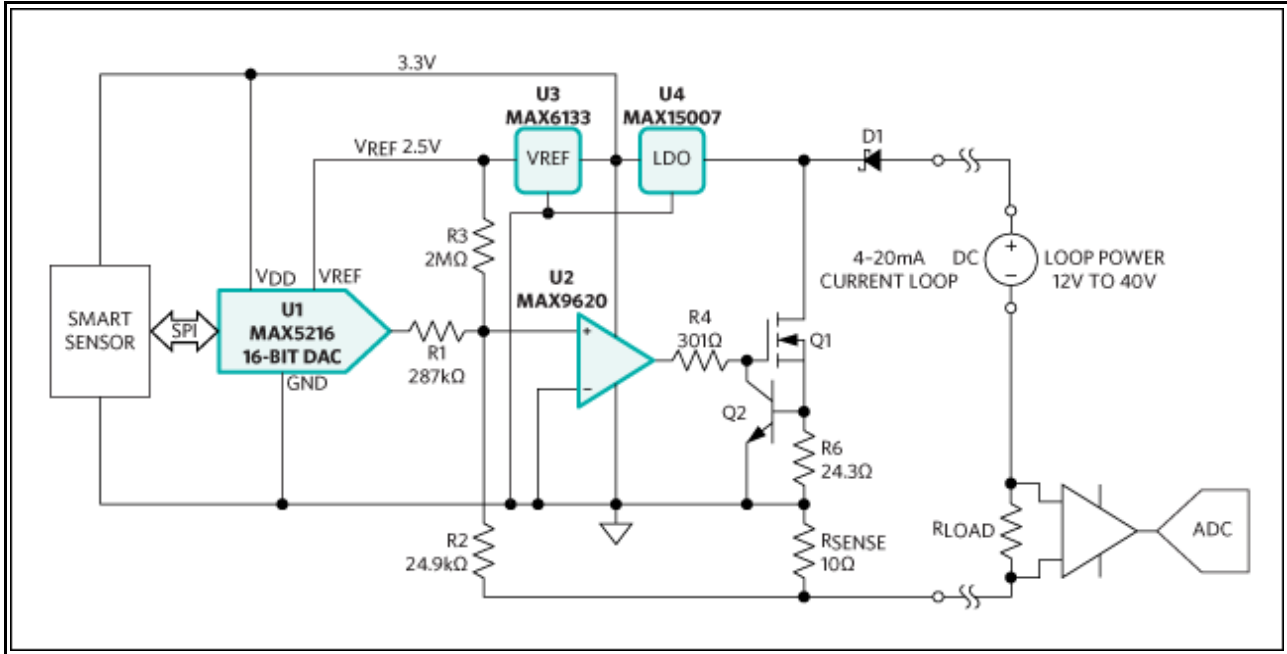 3.3V
U3
MAX6133
VREF
U4
MAX15007
LDO
VREF 2.5V
D1
R3
2MΩ
4–20mA
CURRENT LOOP
DC
+
−
LOOP POWER
12V TO 40V
SMART
SENSOR
SPI
VDD
VREF
U1
MAX5216
16-BIT DAC
GND
R1
287kΩ
U2
MAX9620
+
−
R4
301Ω
Q1
Q2
R6
24.3Ω
R2
24.9kΩ
RSENSE
10Ω
RLOAD
ADC